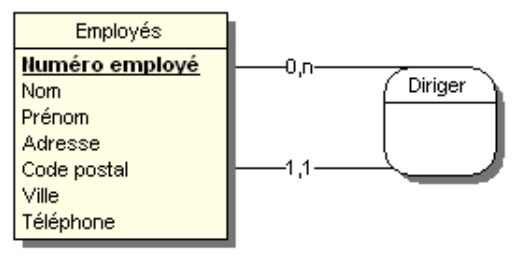 Employés
Numéro employé
Nom
Prénom
Adresse
Code postal
Ville
Téléphone
0,n
1,1
Diriger